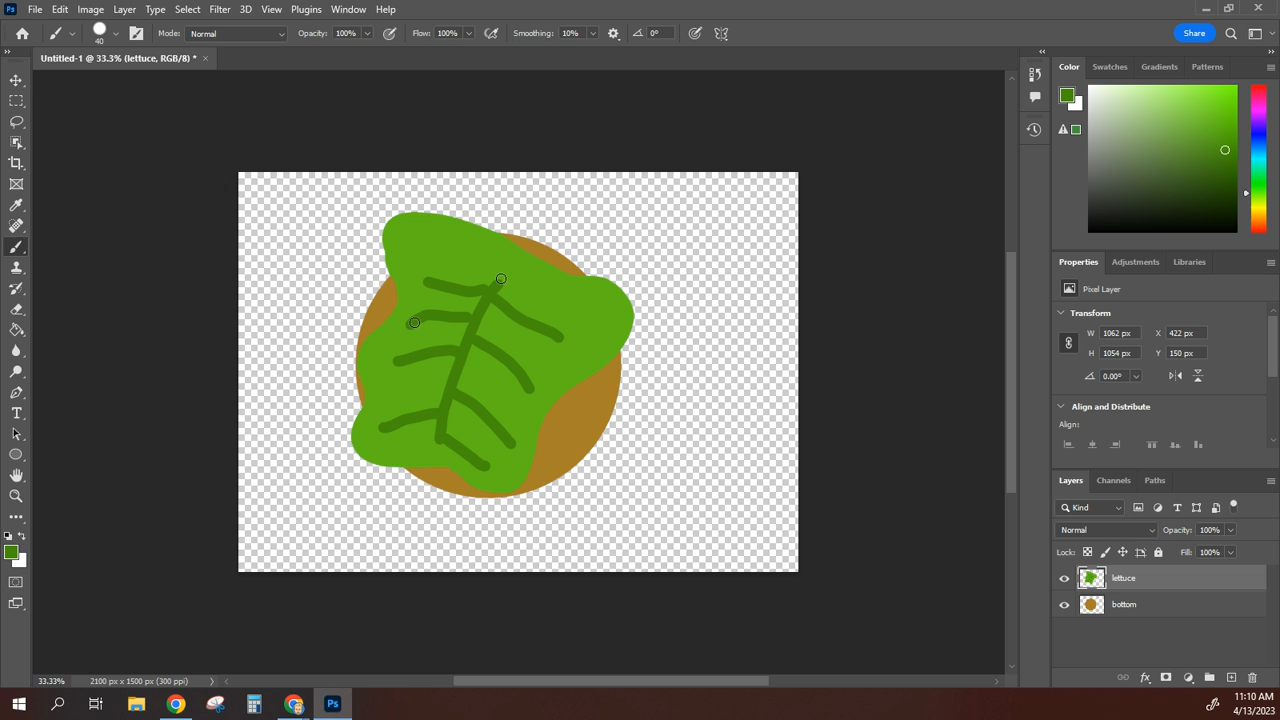 Ps File Edit Image Layer Type Select Filter 3D View Plugins Window Help
40 Mode: Normal Opacity: 100% Flow: 100% Smoothing: 10% 0° Share
Untitled-1 @ 33.3% (lettuce, RGB/8) * ×
Color Swatches Gradients Patterns
Properties Adjustments Libraries
Pixel Layer
Transform
W 1062 px X 422 px
H 1054 px Y 150 px
0.00°
Align and Distribute
Align:
Layers Channels Paths
Kind
Normal Opacity: 100%
Lock: Fill: 100%
lettuce
bottom
33.33% 2100 px x 1500 px (300 ppi)
Ps
11:10 AM
4/13/2023